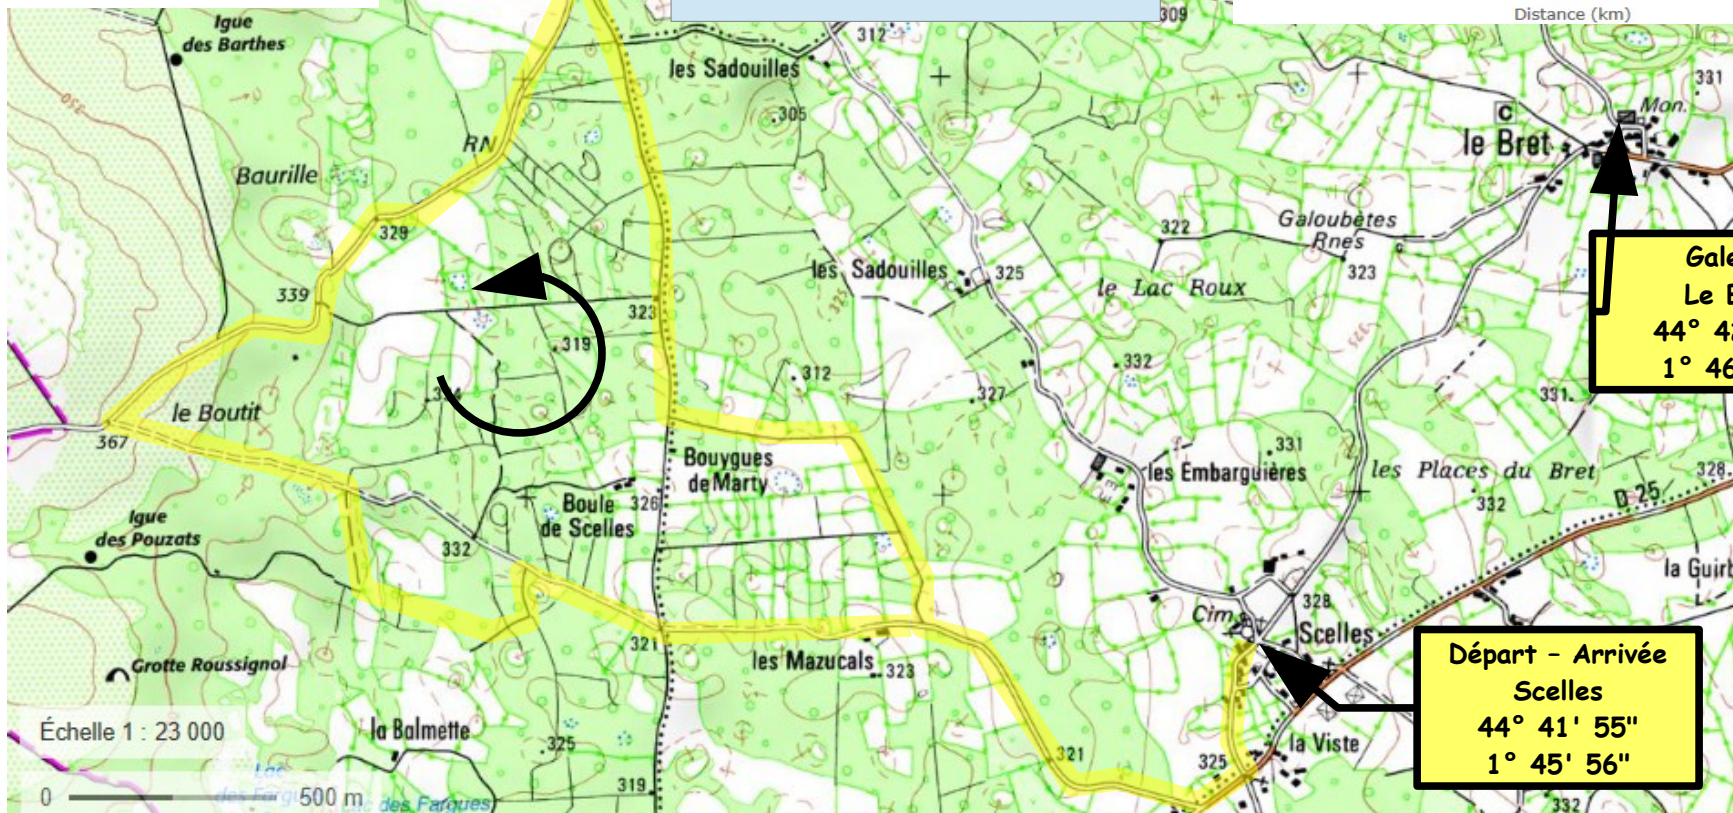 Distance (km)
309
Igue
des Barthes
312
les Sadouilles
331
350
305
Mon.
C
le Bret
RN
Baurille
322
Galoubètes
Rnes
329
323
les Sadouilles
325
le Lac Roux
339
323
325
Gale
Le B
319
332
312
327
331
le Boutit
367
331
Bouygues
de Marty
les Embarguières
les Places du Bret
328
D 25
332
Boule
de Scelles
326
Igue
des Pouzats
332
la Guirb
328
Cim.
Scelles
321
Grotte Roussignol
les Mazucals
323
Départ - Arrivée
Scelles
44° 41' 55"
1° 45' 56"
Échelle 1 : 23 000
la Balmette
325
321
325
la Viste
Lac
des Fargues
319
332
0
500 m